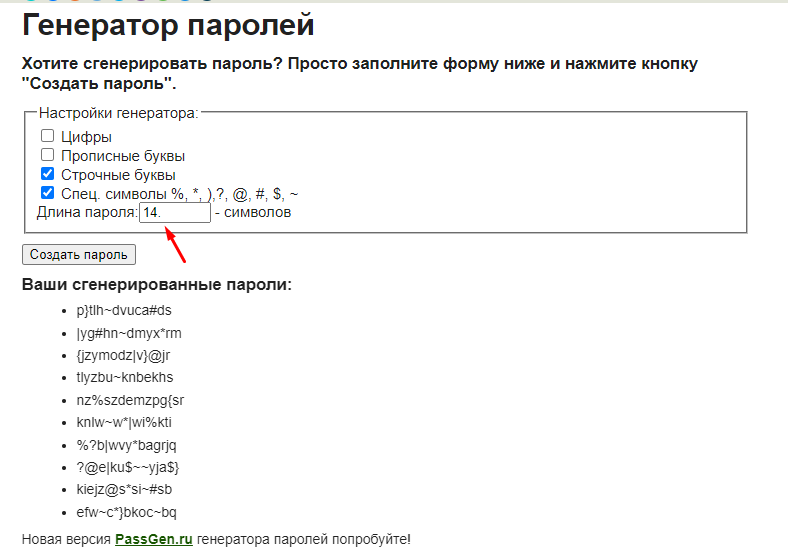 Генератор паролей
Хотите сгенерировать пароль? Просто заполните форму ниже и нажмите кнопку
"Создать пароль".
Настройки генератора:
Цифры
Прописные буквы
Строчные буквы
Спец. символы %, *, ),?, @, #, $, ~
Длина пароля: 14. - символов
Создать пароль
Ваши сгенерированные пароли:
p}tlh~dvuca#ds
|yg#hn~dmyx*rm
{jzymodz|v}@jr
tlyzbu~knbekhs
nz%szdemzpg{sr
knlw~w*|wi%kti
%?b|wvy*bagrjq
?@e|ku$~~yja$}
kiejz@s*si~#sb
efw~c*}bkoc~bq
Новая версия PassGen.ru генератора паролей попробуйте!